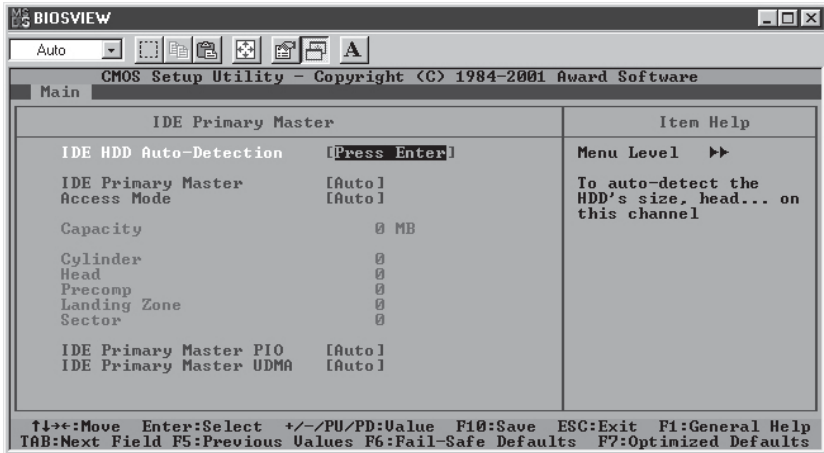 BIOSVIEW
Auto
A
CMOS Setup Utility - Copyright (C) 1984-2001 Award Software
Main
IDE Primary Master
Item Help
IDE HDD Auto-Detection [Press Enter]
Menu Level ▸▸
IDE Primary Master [Auto]
To auto-detect the
Access Mode [Auto]
HDD's size, head... on
this channel
Capacity 0 MB
Cylinder 0
Head 0
Precomp 0
Landing Zone 0
Sector 0
IDE Primary Master PIO [Auto]
IDE Primary Master UDMA [Auto]
↑↓→←:Move Enter:Select +/-/PU/PD:Value F10:Save ESC:Exit F1:General Help
TAB:Next Field F5:Previous Values F6:Fail-Safe Defaults F7:Optimized Defaults